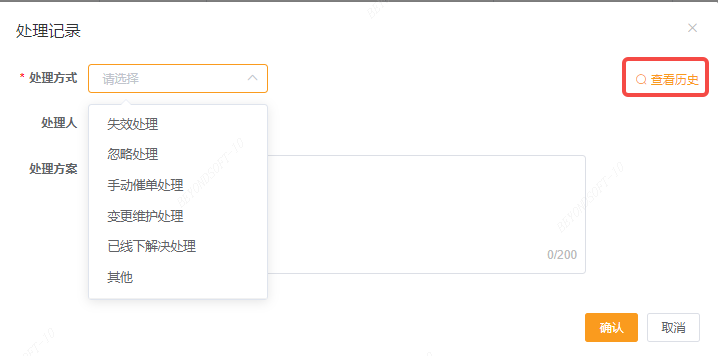 处理记录
* 处理方式 请选择 查看历史
失效处理
处理人
忽略处理
处理方案
手动催单处理
变更维护处理
已线下解决处理
0/200
其他
确认 取消